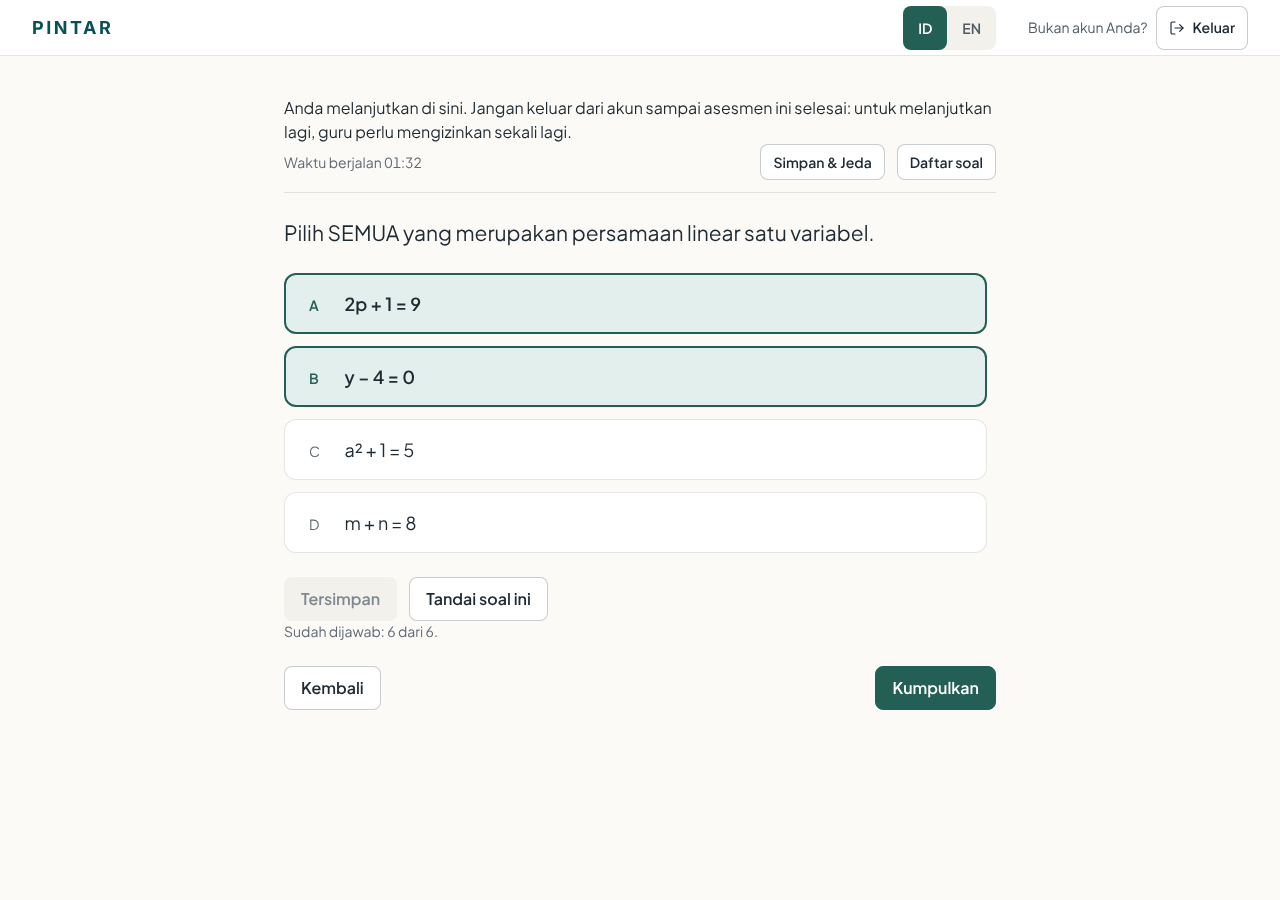 PINTAR
ID EN Bukan akun Anda? Keluar
Anda melanjutkan di sini. Jangan keluar dari akun sampai asesmen ini selesai: untuk melanjutkan
lagi, guru perlu mengizinkan sekali lagi.
Waktu berjalan 01:32 Simpan & Jeda Daftar soal
Pilih SEMUA yang merupakan persamaan linear satu variabel.
A 2p + 1 = 9
B y – 4 = 0
C a² + 1 = 5
D m + n = 8
Tersimpan Tandai soal ini
Sudah dijawab: 6 dari 6.
Kembali Kumpulkan